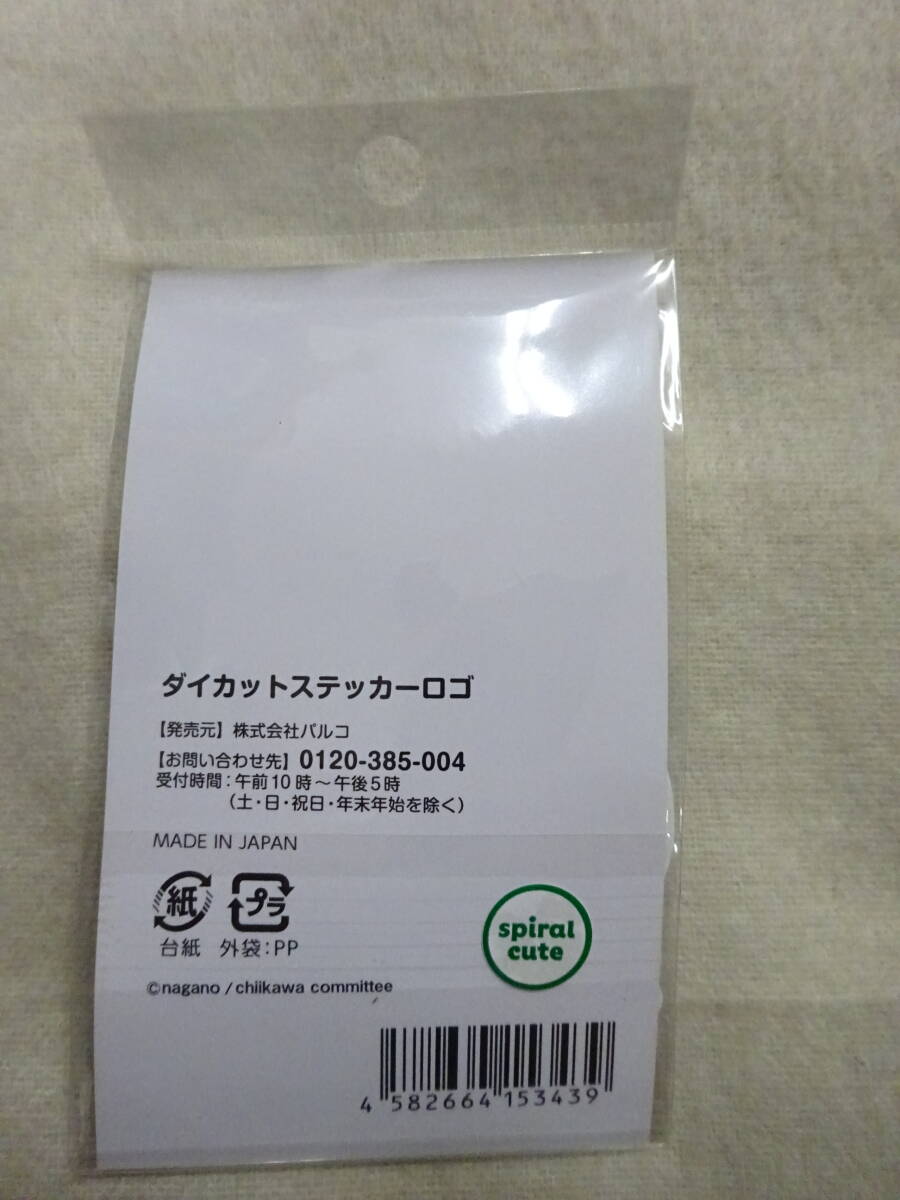 ダイカットステッカーロゴ
【発売元】株式会社パルコ
【お問い合わせ先】0120-385-004
受付時間:午前10時～午後5時
(土・日・祝日・年末年始を除く)
MADE IN JAPAN
紙 プラ
台紙 外袋:PP
spiral
cute
©nagano / chiikawa committee
4 582664 153439